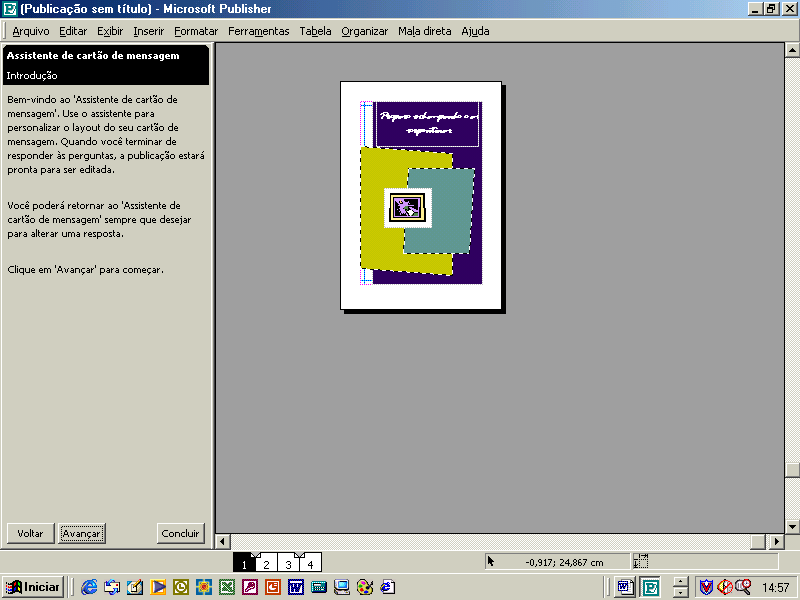 (Publicação sem título) - Microsoft Publisher
Arquivo Editar Exibir Inserir Formatar Ferramentas Tabela Organizar Mala direta Ajuda
Assistente de cartão de mensagem
Introdução
Bem-vindo ao 'Assistente de cartão de
mensagem'. Use o assistente para
personalizar o layout do seu cartão de
mensagem. Quando você terminar de
responder às perguntas, a publicação estará
pronta para ser editada.
Você poderá retornar ao 'Assistente de
cartão de mensagem' sempre que desejar
para alterar uma resposta.
Clique em 'Avançar' para começar.
Voltar Avançar Concluir
1 2 3 4
-0,917; 24,867 cm
Iniciar
14:57